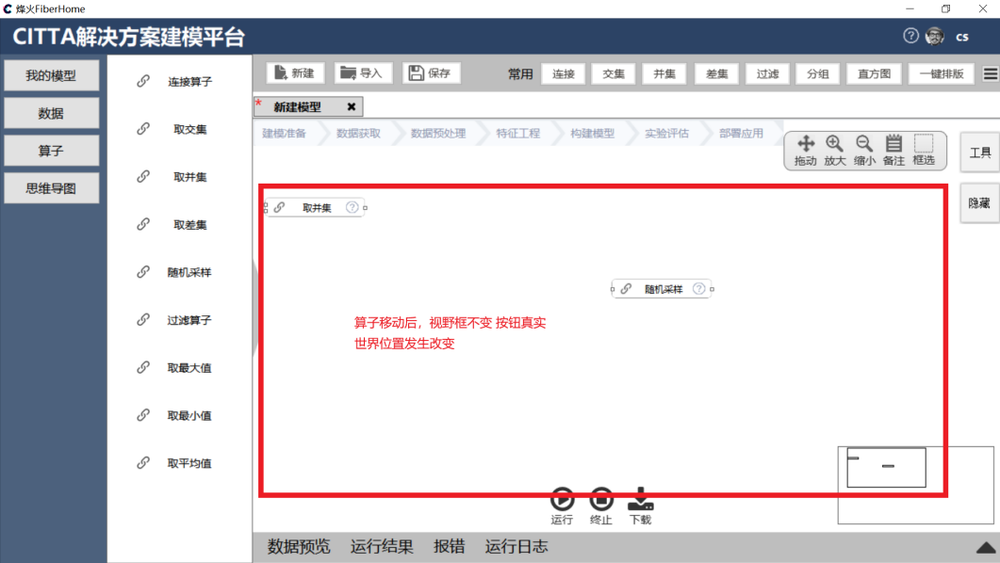 烽火FiberHome
CITTA解决方案建模平台
cs
我的模型
数据
算子
思维导图
连接算子
取交集
取并集
取差集
随机采样
过滤算子
取最大值
取最小值
取平均值
新建
导入
保存
常用
连接
交集
并集
差集
过滤
分组
直方图
一键排版
* 新建模型
建模准备
数据获取
数据预处理
特征工程
构建模型
实验评估
部署应用
拖动
放大
缩小
备注
框选
工具
隐藏
取并集
随机采样
算子移动后，视野框不变 按钮真实
世界位置发生改变
运行
终止
下载
数据预览
运行结果
报错
运行日志